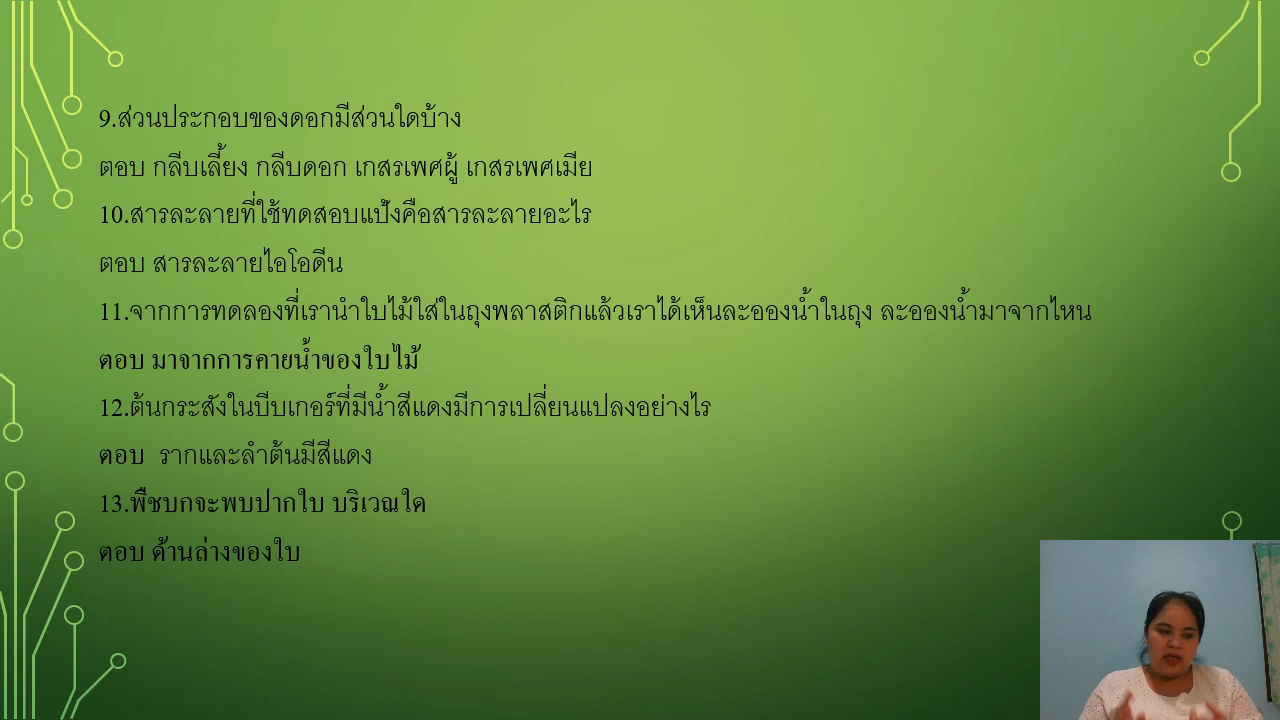 9.ส่วนประกอบของดอกมีส่วนใดบ้าง
ตอบ กลีบเลี้ยง กลีบดอก เกสรเพศผู้ เกสรเพศเมีย
10.สารละลายที่ใช้ทดสอบแป้งคือสารละลายอะไร
ตอบ สารละลายไอโอดีน
11.จากการทดลองที่เรานำใบไม้ใส่ในถุงพลาสติกแล้วเราได้เห็นละอองน้ำในถุง ละอองน้ำมาจากไหน
ตอบ มาจากการคายน้ำของใบไม้
12.ต้นกระสังในบีบเกอร์ที่มีน้ำสีแดงมีการเปลี่ยนแปลงอย่างไร
ตอบ  รากและลำต้นมีสีแดง
13.พืชบกจะพบปากใบ บริเวณใด
ตอบ ด้านล่างของใบ